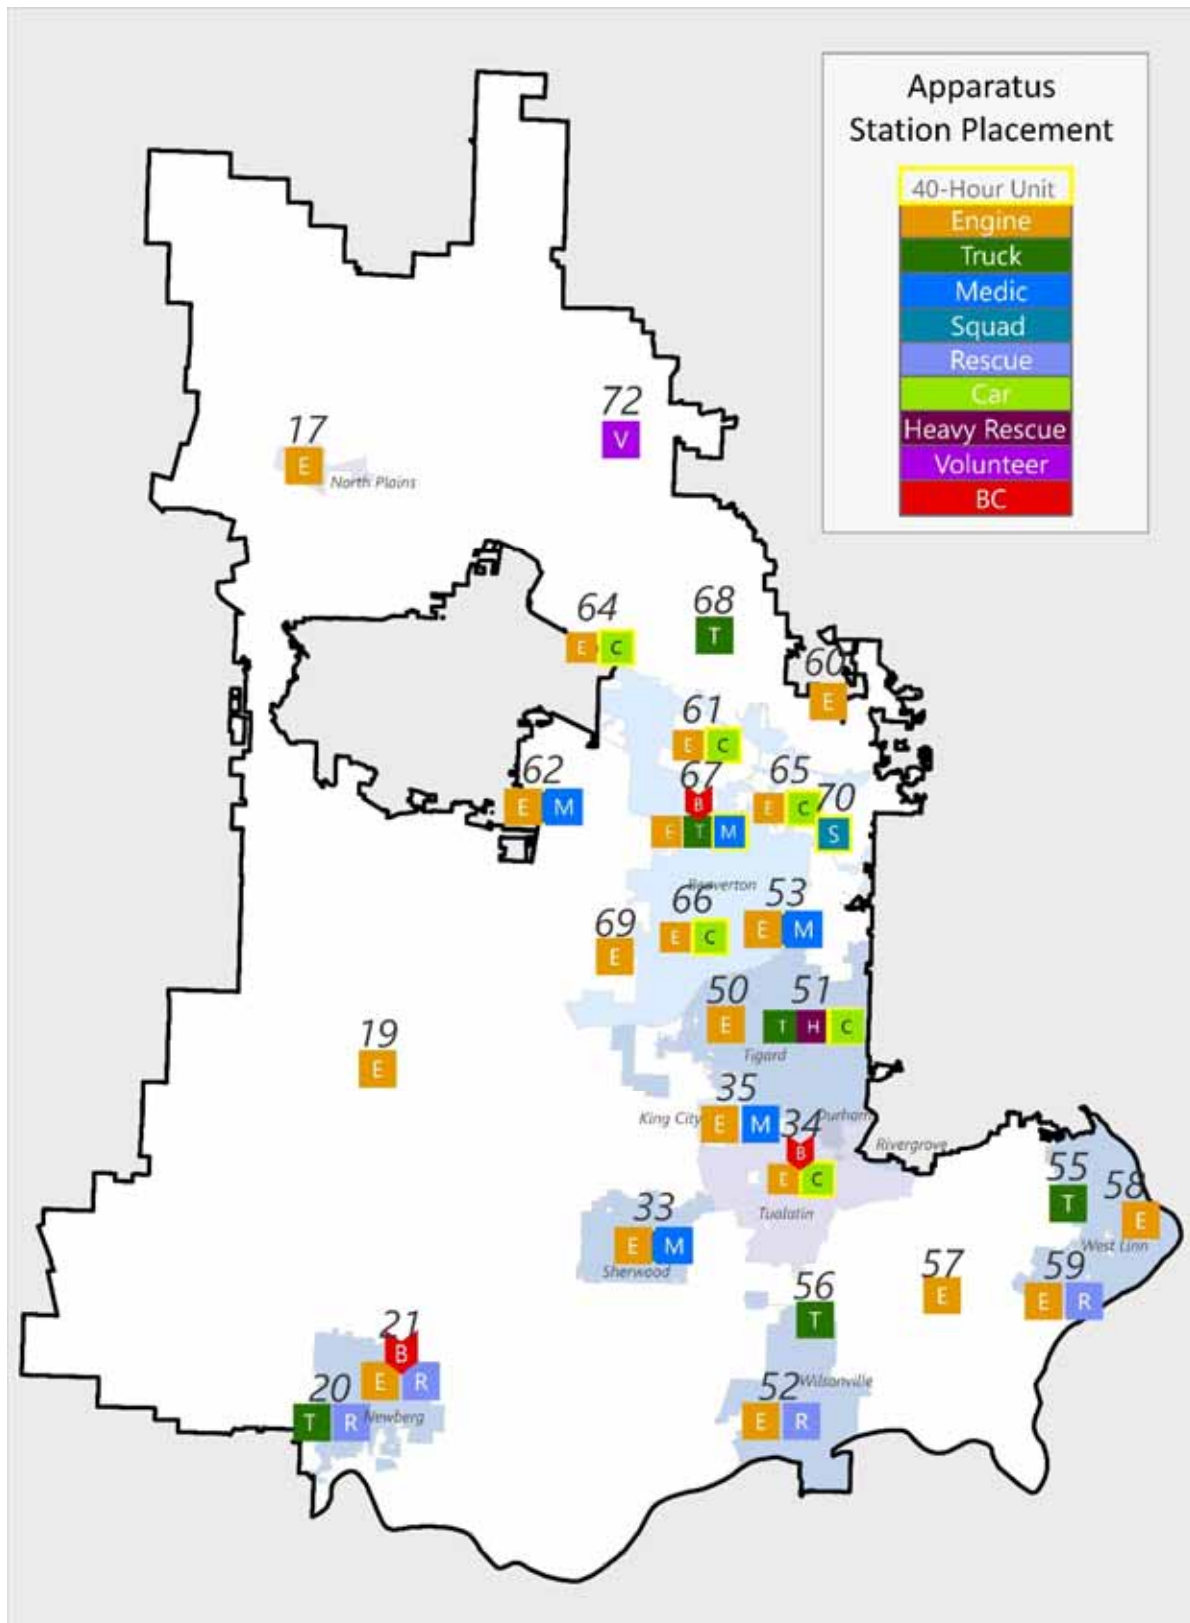 Apparatus
Station Placement
40-Hour Unit
Engine
Truck
Medic
Squad
Rescue
Car
Heavy Rescue
Volunteer
BC
72
V
17
E
North Plains
64
E C
68
T
60
E
61
E C
62
E M
67
B
E T M
65
E C
70
S
Beaverton
66
E C
53
E M
69
E
50
E
51
T H C
Tigard
19
E
35
E M
King City
34
B
E C
Durham
Rivergrove
Tualatin
55
T
58
E
West Linn
33
E M
Sherwood
57
E
59
E R
56
T
Wilsonville
52
E R
21
B
E R
20
T R
Newberg